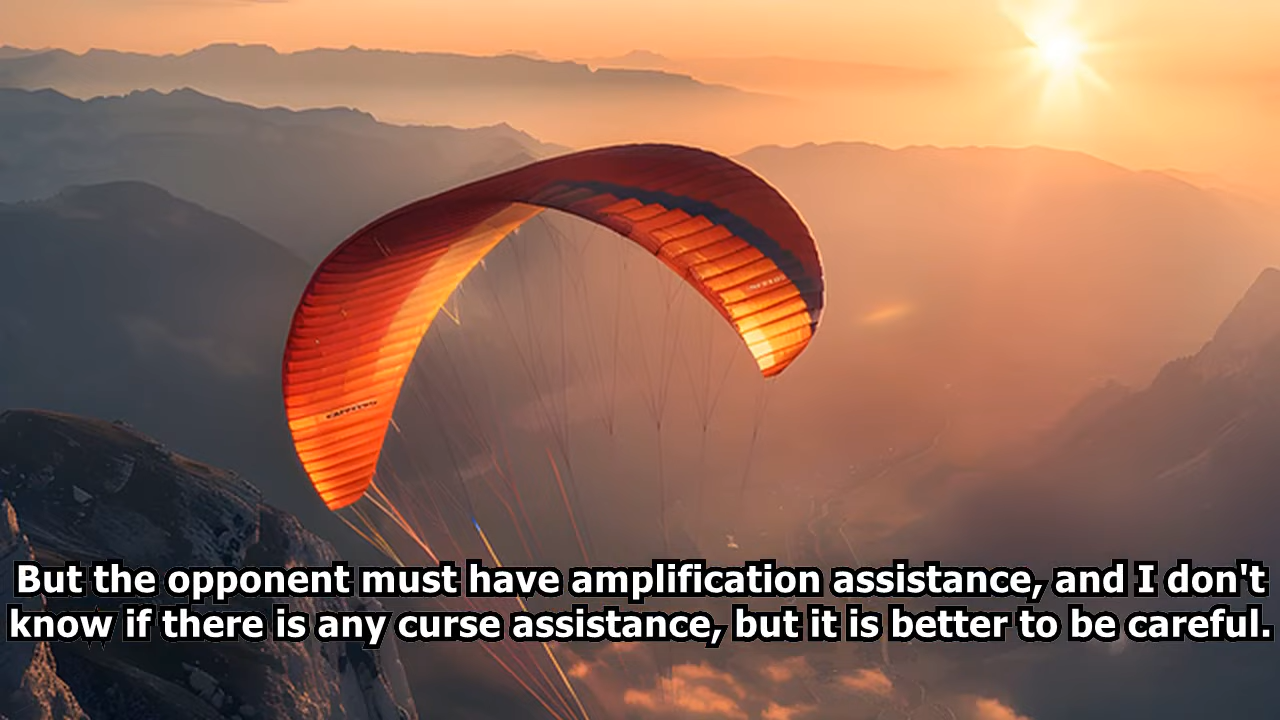 But the opponent must have amplification assistance, and I don't
know if there is any curse assistance, but it is better to be careful.